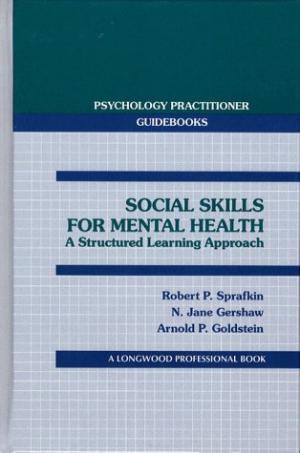 PSYCHOLOGY PRACTITIONER
GUIDEBOOKS
SOCIAL SKILLS
FOR MENTAL HEALTH
A Structured Learning Approach
Robert P. Sprafkin
N. Jane Gershaw
Arnold P. Goldstein
A LONGWOOD PROFESSIONAL BOOK